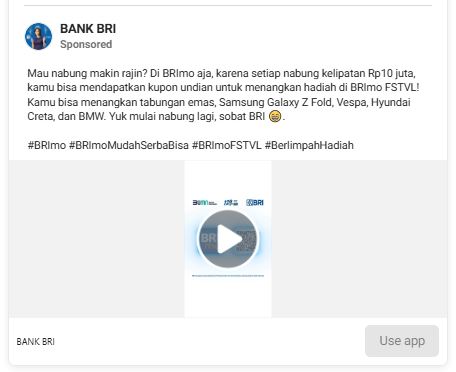 BANK BRI
Sponsored
Mau nabung makin rajin? Di BRImo aja, karena setiap nabung kelipatan Rp10 juta,
kamu bisa mendapatkan kupon undian untuk menangkan hadiah di BRImo FSTVL!
Kamu bisa menangkan tabungan emas, Samsung Galaxy Z Fold, Vespa, Hyundai
Creta, dan BMW. Yuk mulai nabung lagi, sobat BRI 😄.
#BRImo #BRImoMudahSerbaBisa #BRImoFSTVL #BerlimpahHadiah
BRI
BANK BRI
Use app